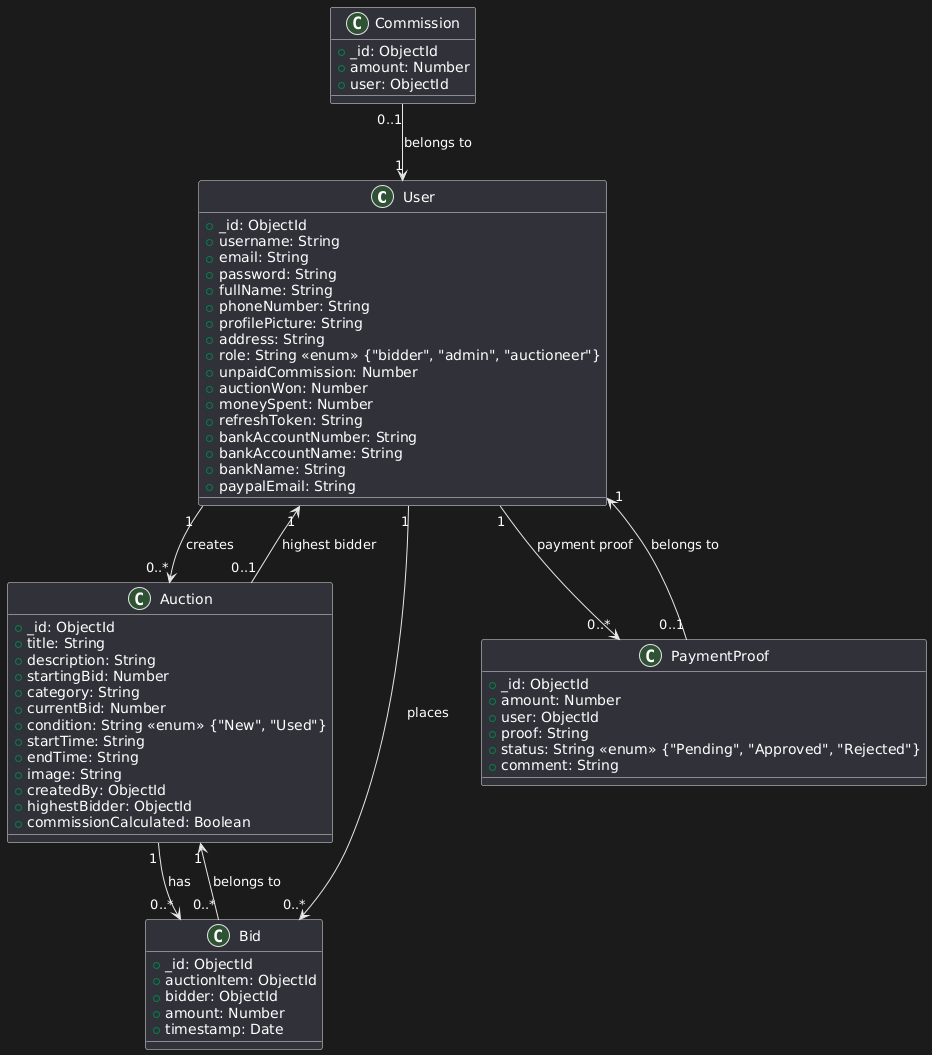 C Commission
_id: ObjectId
amount: Number
user: ObjectId
0..1
belongs to
1
C User
_id: ObjectId
username: String
email: String
password: String
fullName: String
phoneNumber: String
profilePicture: String
address: String
role: String «enum» {"bidder", "admin", "auctioneer"}
unpaidCommission: Number
auctionWon: Number
moneySpent: Number
refreshToken: String
bankAccountNumber: String
bankAccountName: String
bankName: String
paypalEmail: String
1
1
1
1
1
creates
highest bidder
payment proof
belongs to
0..*
0..1
0..*
0..1
C Auction
_id: ObjectId
title: String
description: String
startingBid: Number
category: String
currentBid: Number
condition: String «enum» {"New", "Used"}
startTime: String
endTime: String
image: String
createdBy: ObjectId
highestBidder: ObjectId
commissionCalculated: Boolean
places
C PaymentProof
_id: ObjectId
amount: Number
user: ObjectId
proof: String
status: String «enum» {"Pending", "Approved", "Rejected"}
comment: String
1
1
has
belongs to
0..*
0..*
0..*
C Bid
_id: ObjectId
auctionItem: ObjectId
bidder: ObjectId
amount: Number
timestamp: Date